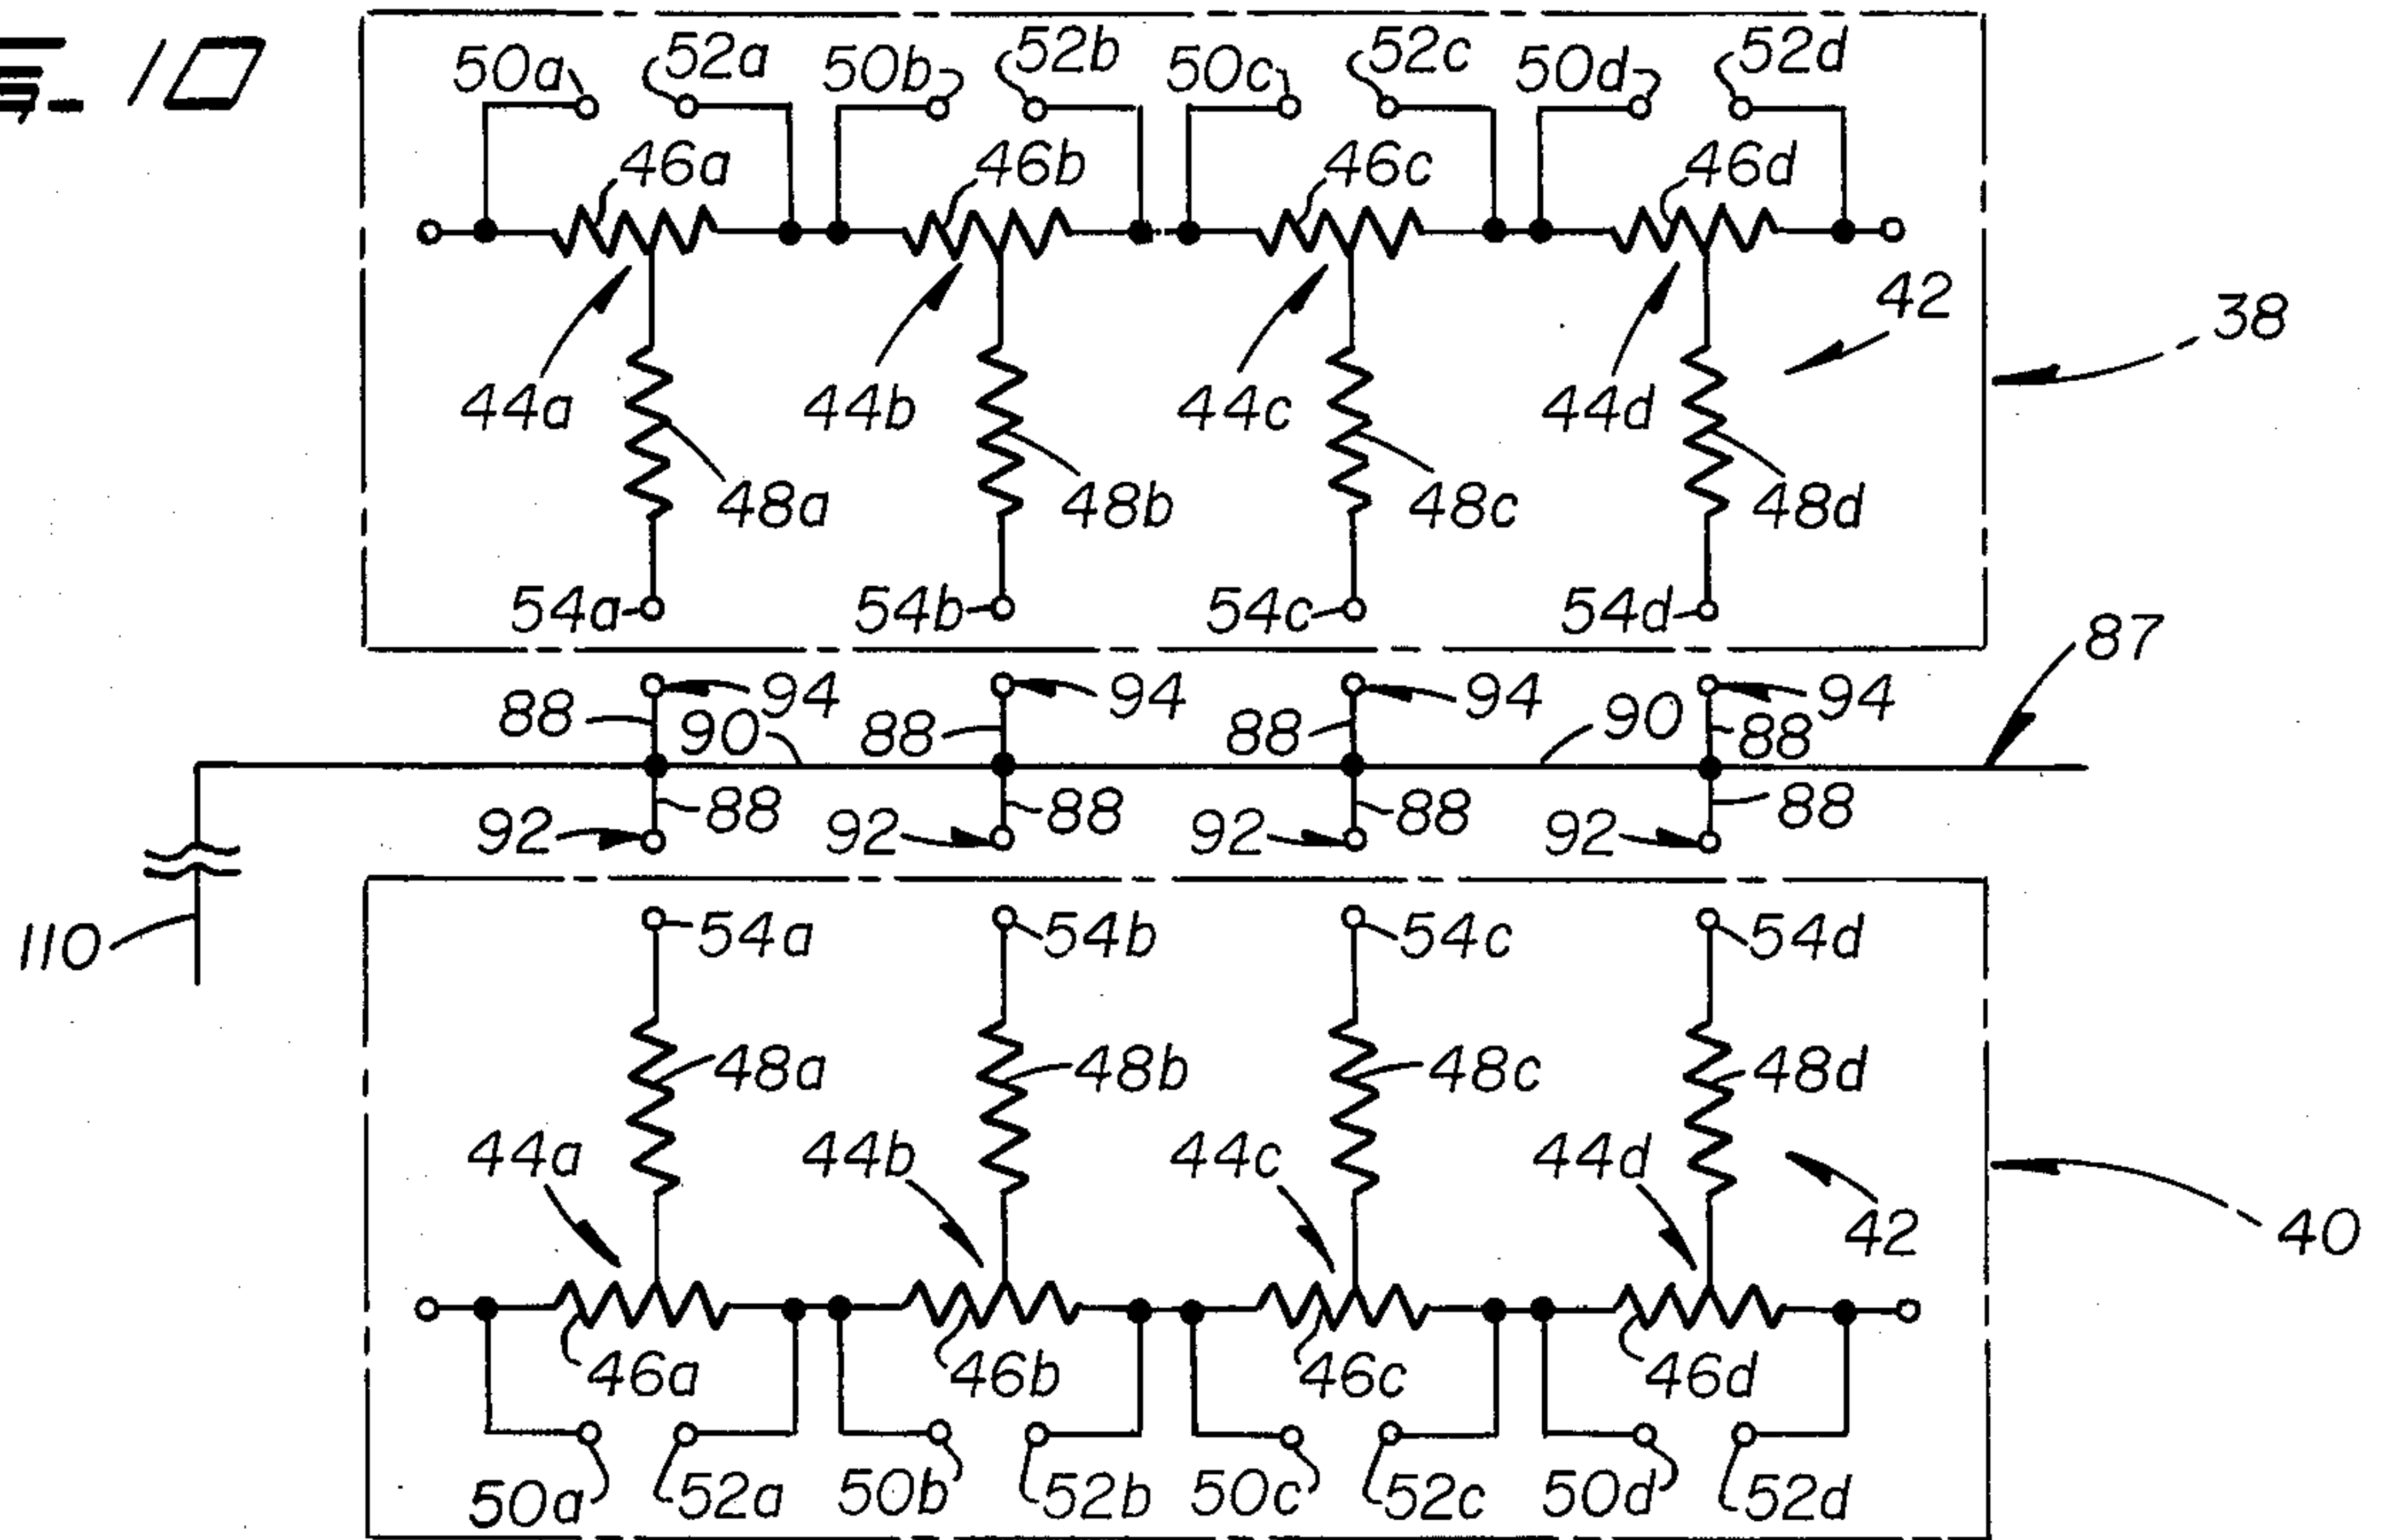 G_ 10
50a 52a 50b 52b 50c 52c 50d 52d
46a 46b 46c 46d
42
38
44a 44b 44c 44d
48a 48b 48c 48d
54a 54b 54c 54d
87
88 94 94 94 94
90 88 88 90 88
92 88 92 88 92 88 92 88
110
54a 54b 54c 54d
48a 48b 48c 48d
44a 44b 44c 44d
42
40
46a 46b 46c 46d
50a 52a 50b 52b 50c 52c 50d 52d